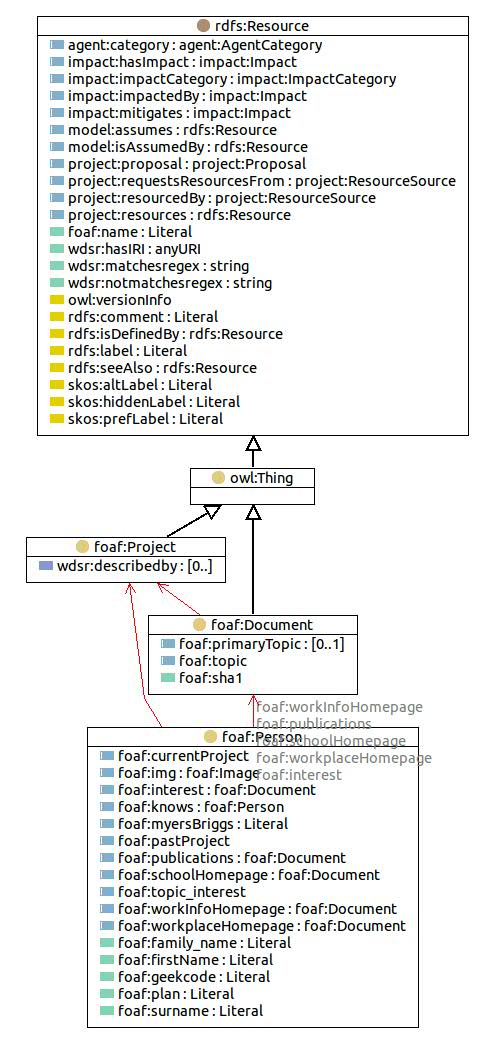 rdfs:Resource
agent:category : agent:AgentCategory
impact:hasImpact : impact:Impact
impact:impactCategory : impact:ImpactCategory
impact:impactedBy : impact:Impact
impact:mitigates : impact:Impact
model:assumes : rdfs:Resource
model:isAssumedBy : rdfs:Resource
project:proposal : project:Proposal
project:requestsResourcesFrom : project:ResourceSource
project:resourcedBy : project:ResourceSource
project:resources : rdfs:Resource
foaf:name : Literal
wdsr:hasIRI : anyURI
wdsr:matchesregex : string
wdsr:notmatchesregex : string
owl:versionInfo
rdfs:comment : Literal
rdfs:isDefinedBy : rdfs:Resource
rdfs:label : Literal
rdfs:seeAlso : rdfs:Resource
skos:altLabel : Literal
skos:hiddenLabel : Literal
skos:prefLabel : Literal
owl:Thing
foaf:Project
wdsr:describedby : [0..]
foaf:Document
foaf:primaryTopic : [0..1]
foaf:topic
foaf:sha1
foaf:workInfoHomepage
foaf:publications
foaf:schoolHomepage
foaf:workplaceHomepage
foaf:interest
foaf:Person
foaf:currentProject
foaf:img : foaf:Image
foaf:interest : foaf:Document
foaf:knows : foaf:Person
foaf:myersBriggs : Literal
foaf:pastProject
foaf:publications : foaf:Document
foaf:schoolHomepage : foaf:Document
foaf:topic_interest
foaf:workInfoHomepage : foaf:Document
foaf:workplaceHomepage : foaf:Document
foaf:family_name : Literal
foaf:firstName : Literal
foaf:geekcode : Literal
foaf:plan : Literal
foaf:surname : Literal